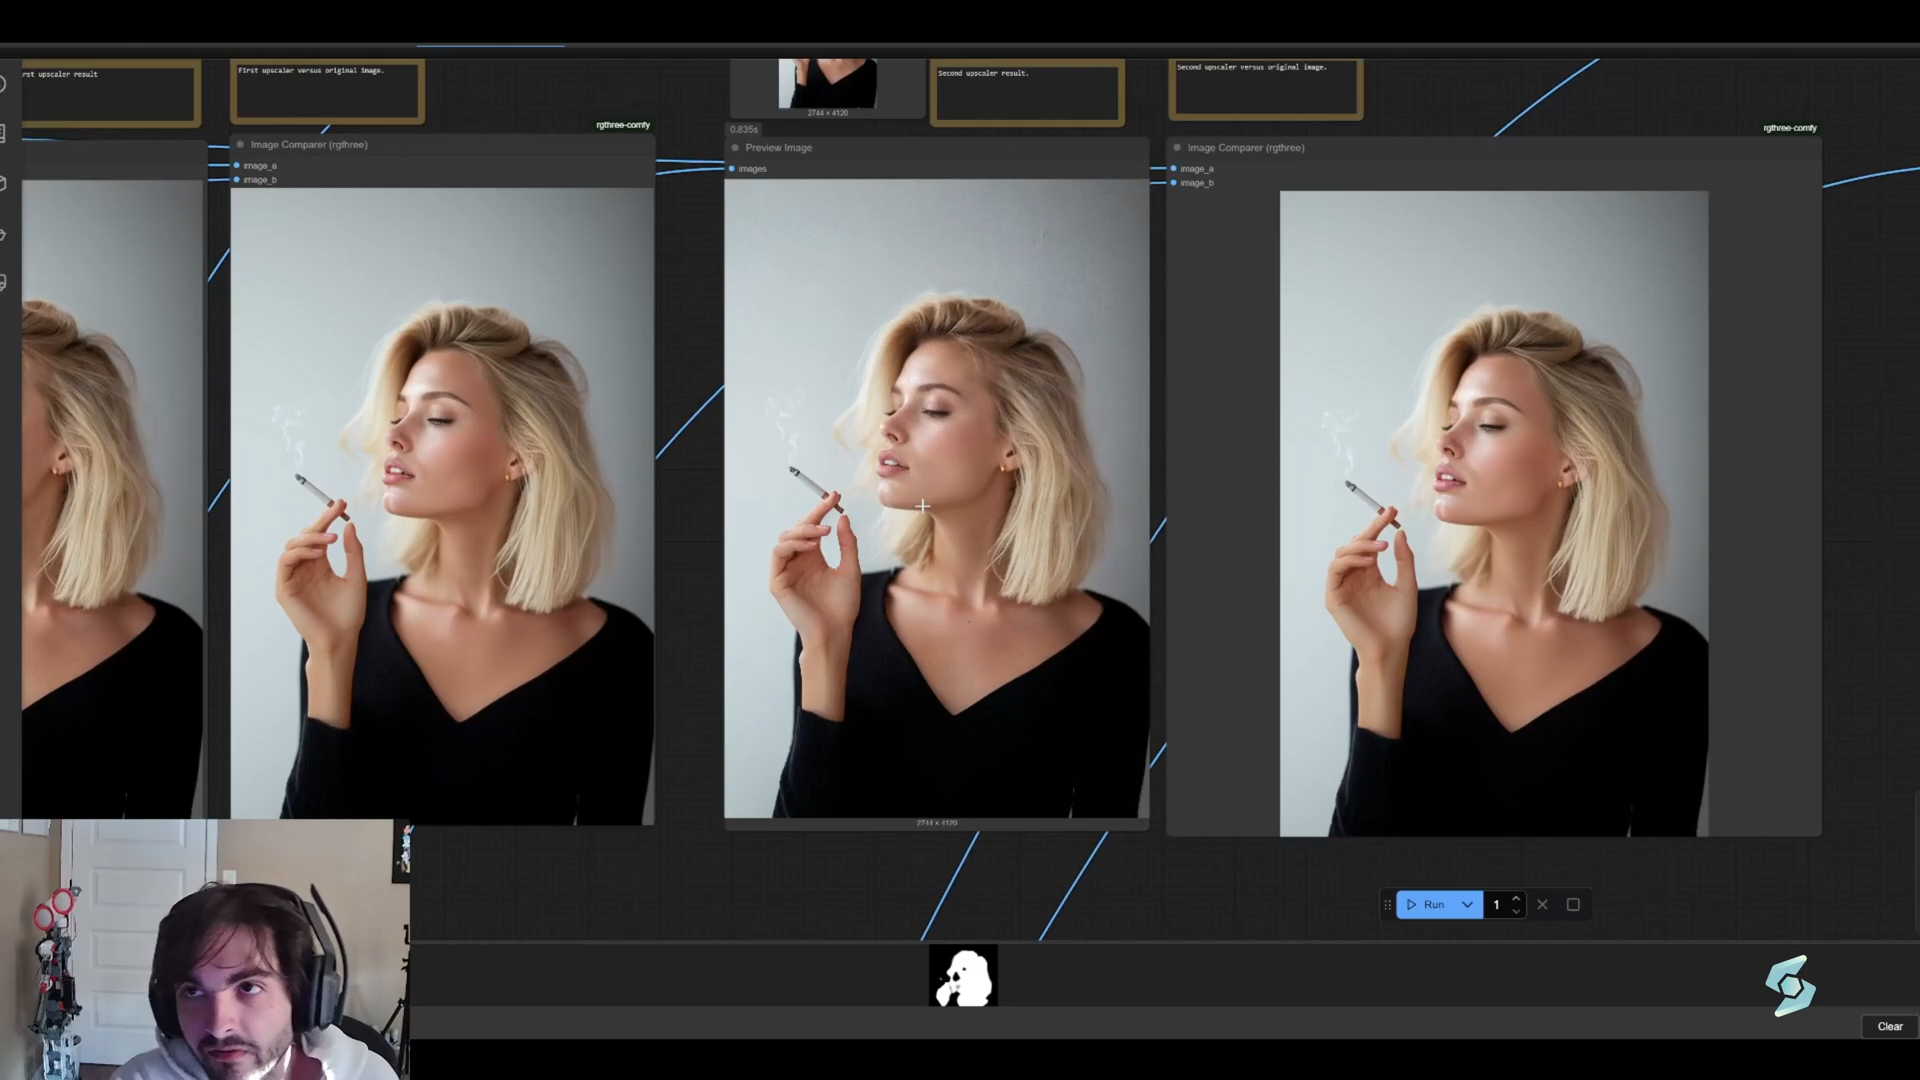 rst upscaler result
First upscaler versus original image.
2744 × 4120
Second upscaler result.
Second upscaler versus original image.
rgthree-comfy
0.835s
rgthree-comfy
Image Comparer (rgthree)
image_a
image_b
Preview Image
images
Image Comparer (rgthree)
image_a
image_b
2744 × 4120
Run
1
Clear